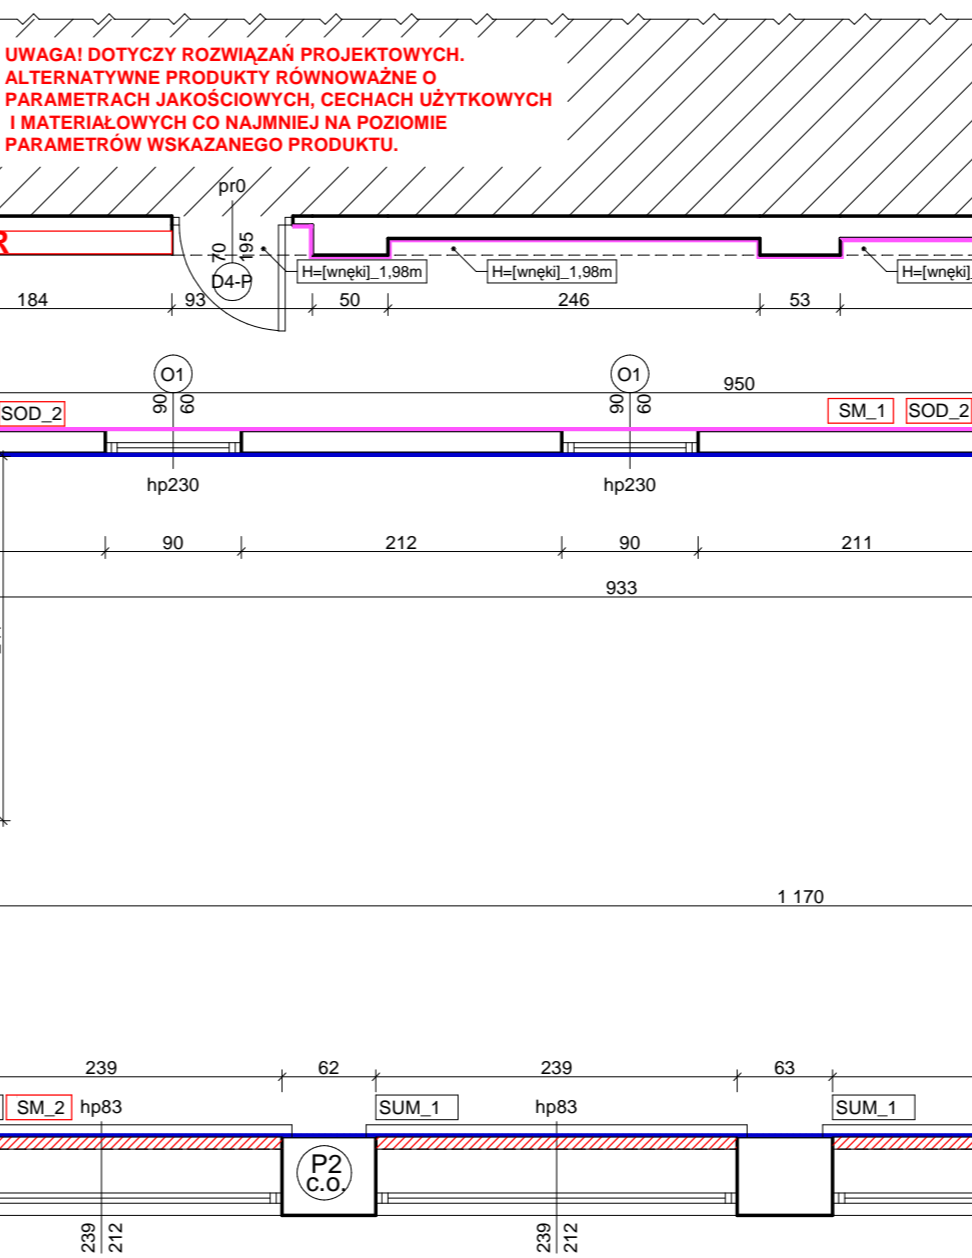 UWAGA! DOTYCZY ROZWIĄZAŃ PROJEKTOWYCH.
ALTERNATYWNE PRODUKTY RÓWNOWAŻNE O
PARAMETRACH JAKOŚCIOWYCH, CECHACH UŻYTKOWYCH
I MATERIAŁOWYCH CO NAJMNIEJ NA POZIOMIE
PARAMETRÓW WSKAZANEGO PRODUKTU.
pr0
R
70
195
D4-P
H=[wnęki]_1,98m
H=[wnęki]_1,98m
H=[wnęki]_
184
93
50
246
53
O1
O1
90
60
90
60
950
SOD_2
SM_1
SOD_2
hp230
hp230
90
212
90
211
933
1 170
239
62
239
63
SM_2
hp83
SUM_1
hp83
SUM_1
P2
c.o.
239
212
239
212